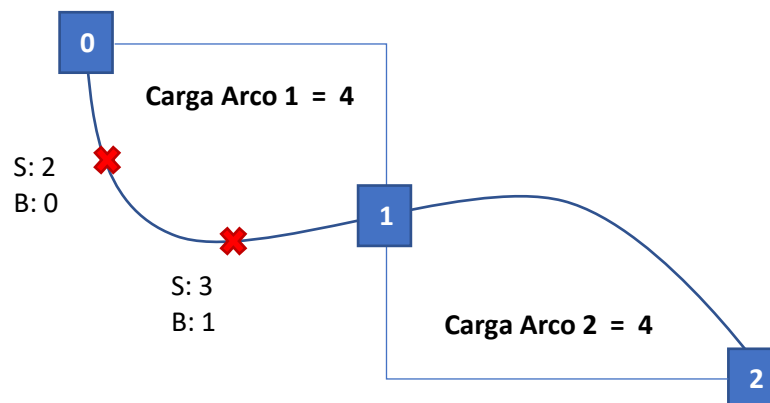 0
Carga Arco 1 = 4
S: 2
B: 0
1
S: 3
B: 1
Carga Arco 2 = 4
2